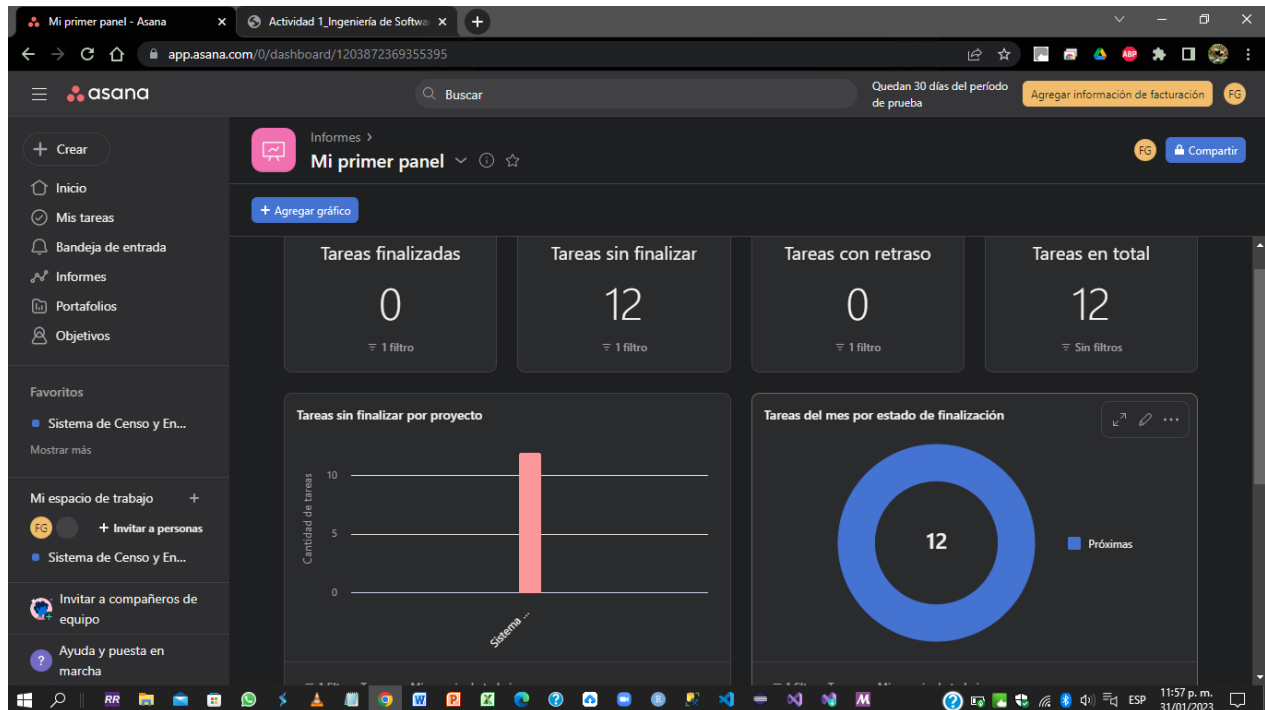 Mi primer panel - Asana
Actividad 1_Ingeniería de Softwa
app.asana.com/0/dashboard/1203872369355395
asana
Buscar
Quedan 30 días del período
de prueba
Agregar información de facturación
FG
Crear
Informes >
Mi primer panel
FG
Compartir
Inicio
Mis tareas
Bandeja de entrada
Informes
Portafolios
Objetivos
Agregar gráfico
Tareas finalizadas
0
1 filtro
Tareas sin finalizar
12
1 filtro
Tareas con retraso
0
1 filtro
Tareas en total
12
Sin filtros
Favoritos
Sistema de Censo y En...
Mostrar más
Mi espacio de trabajo +
FG
+ Invitar a personas
Sistema de Censo y En...
Invitar a compañeros de
equipo
Ayuda y puesta en
marcha
Tareas sin finalizar por proyecto
Cantidad de tareas
10
5
0
Sistema ...
Tareas del mes por estado de finalización
12
Próximas
ABP
RR
ESP
11:57 p. m.
31/01/2023